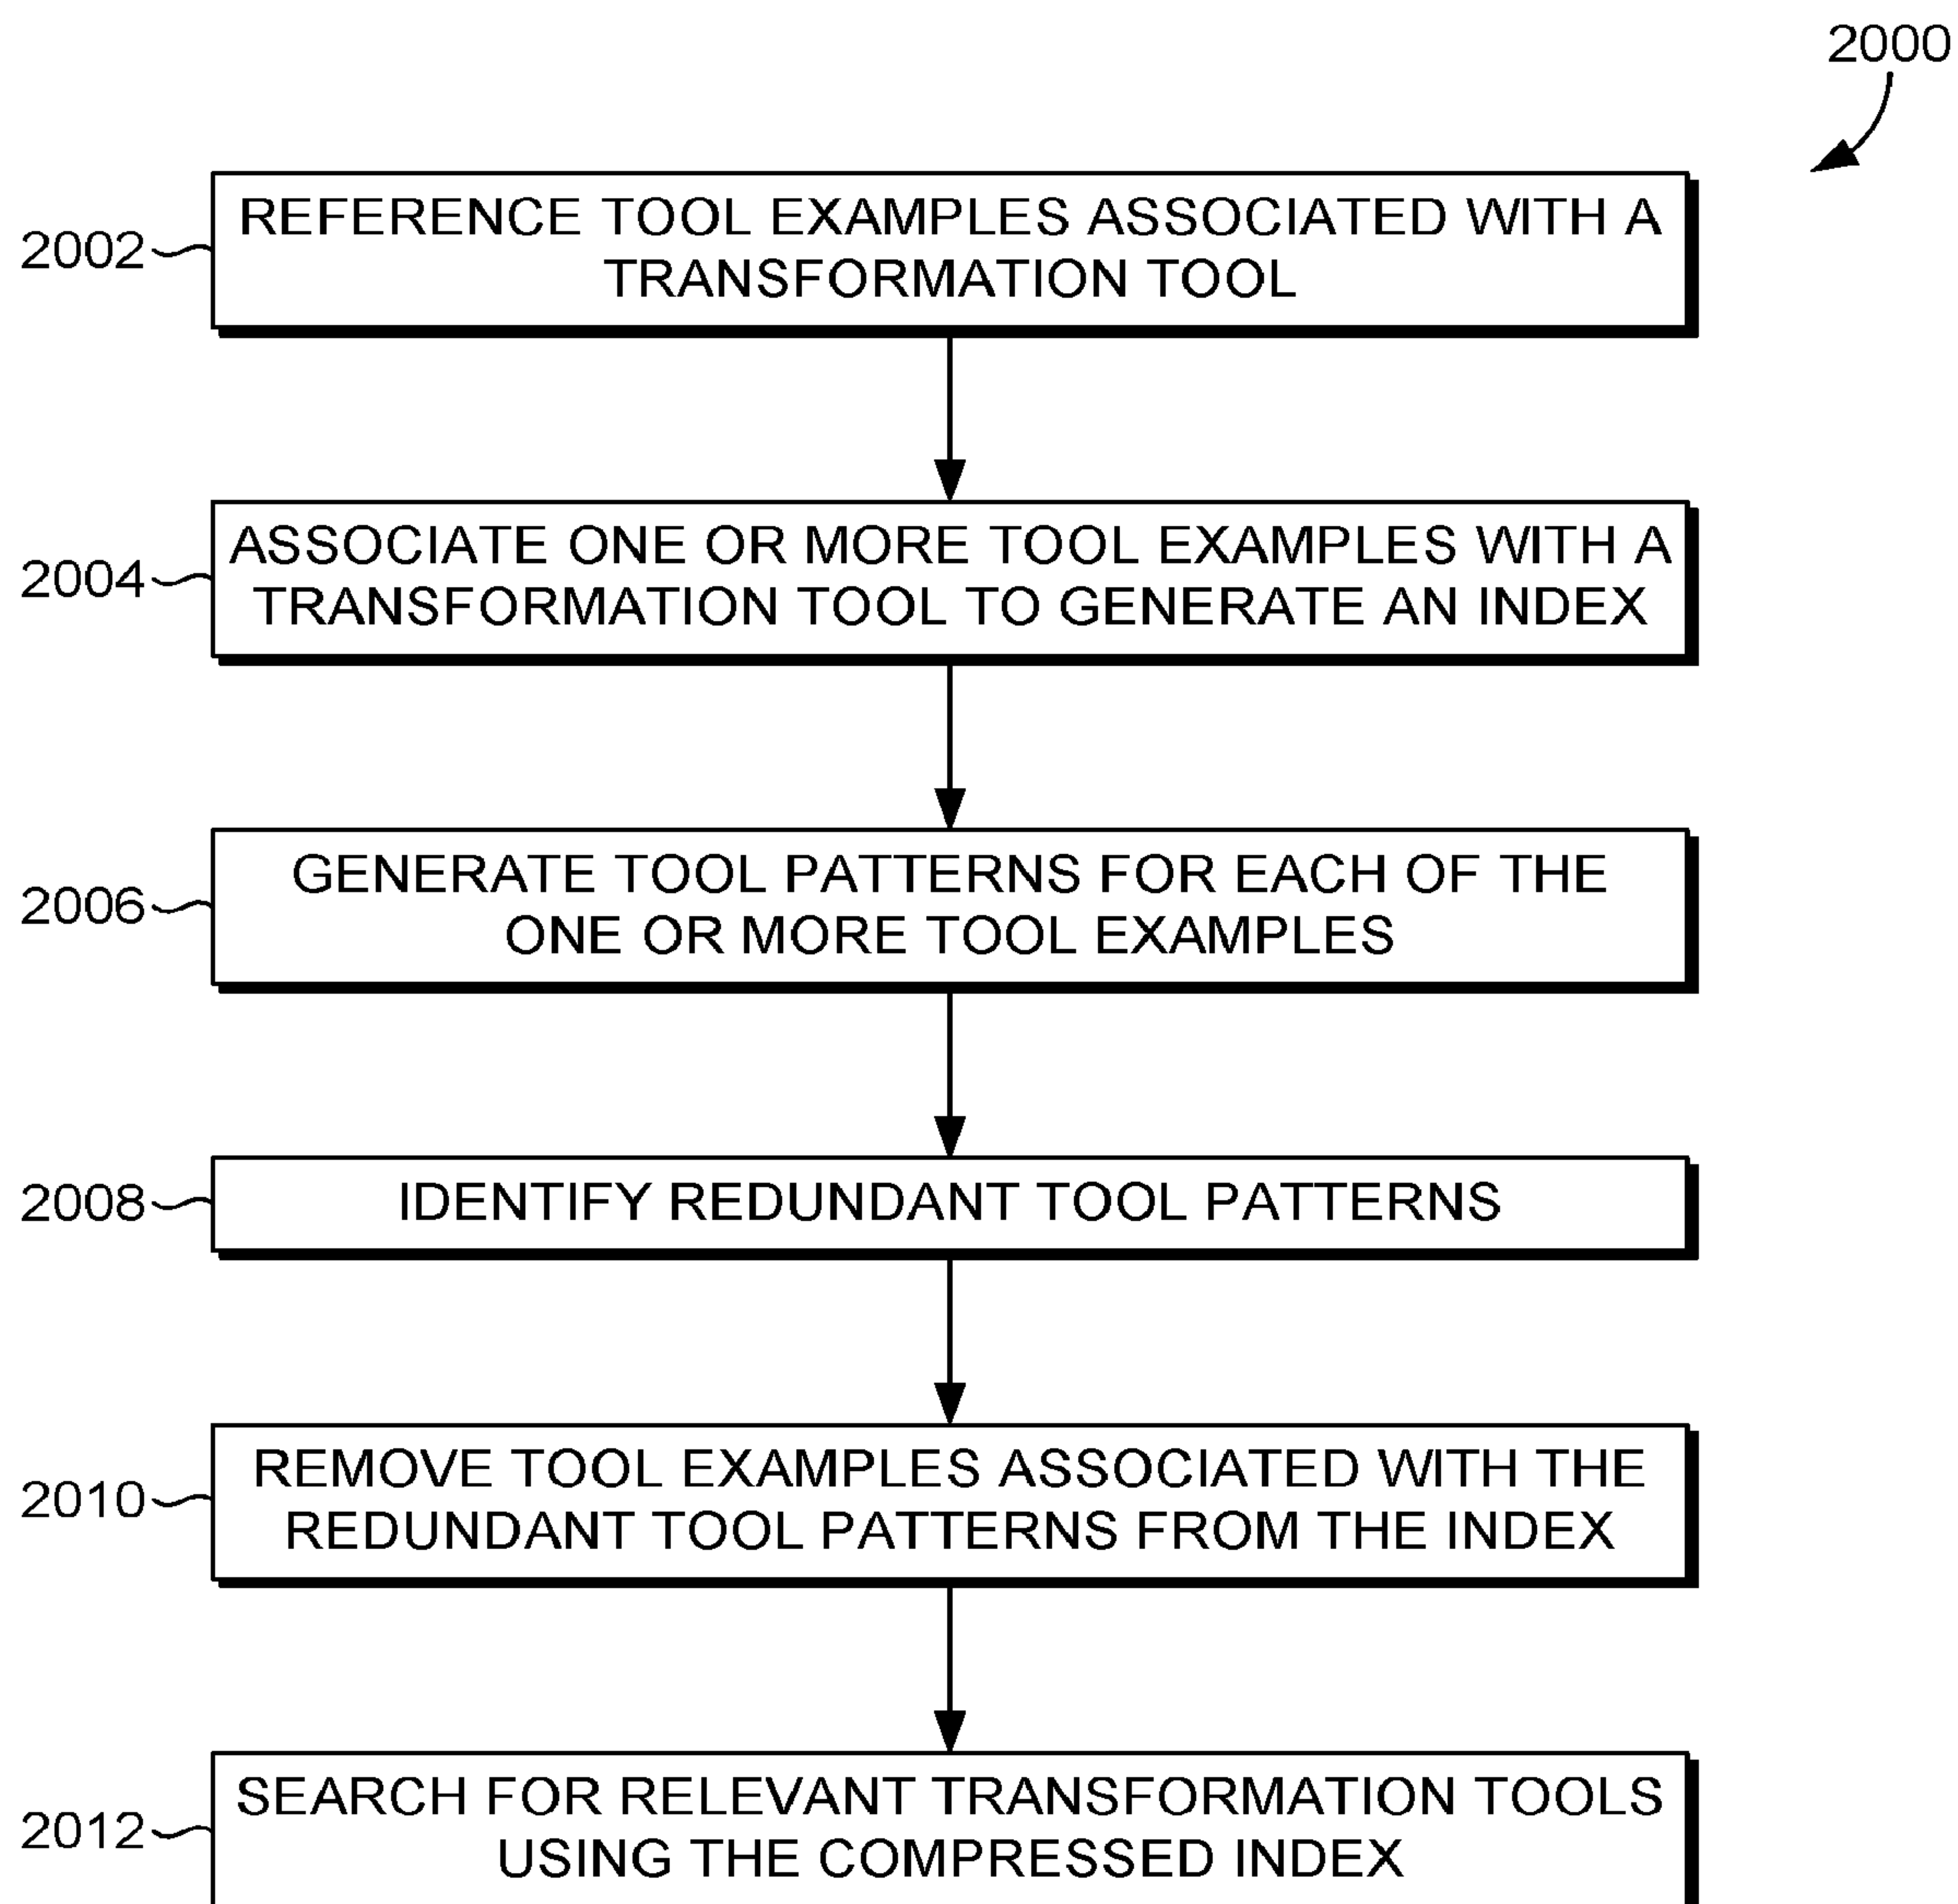 2000
REFERENCE TOOL EXAMPLES ASSOCIATED WITH A
TRANSFORMATION TOOL
2002
ASSOCIATE ONE OR MORE TOOL EXAMPLES WITH A
TRANSFORMATION TOOL TO GENERATE AN INDEX
2004
GENERATE TOOL PATTERNS FOR EACH OF THE
ONE OR MORE TOOL EXAMPLES
2006
IDENTIFY REDUNDANT TOOL PATTERNS
2008
REMOVE TOOL EXAMPLES ASSOCIATED WITH THE
REDUNDANT TOOL PATTERNS FROM THE INDEX
2010
SEARCH FOR RELEVANT TRANSFORMATION TOOLS
USING THE COMPRESSED INDEX
2012